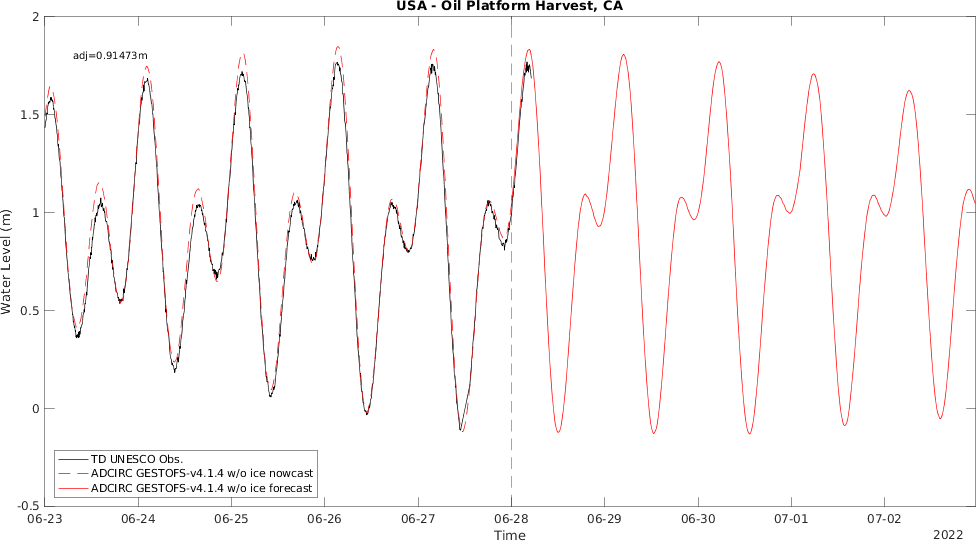 USA - Oil Platform Harvest, CA
adj=0.91473m
Water Level (m)
2
1.5
1
0.5
0
-0.5
TD UNESCO Obs.
ADCIRC GESTOFS-v4.1.4 w/o ice nowcast
ADCIRC GESTOFS-v4.1.4 w/o ice forecast
06-23 06-24 06-25 06-26 06-27 06-28 06-29 06-30 07-01 07-02
Time
2022